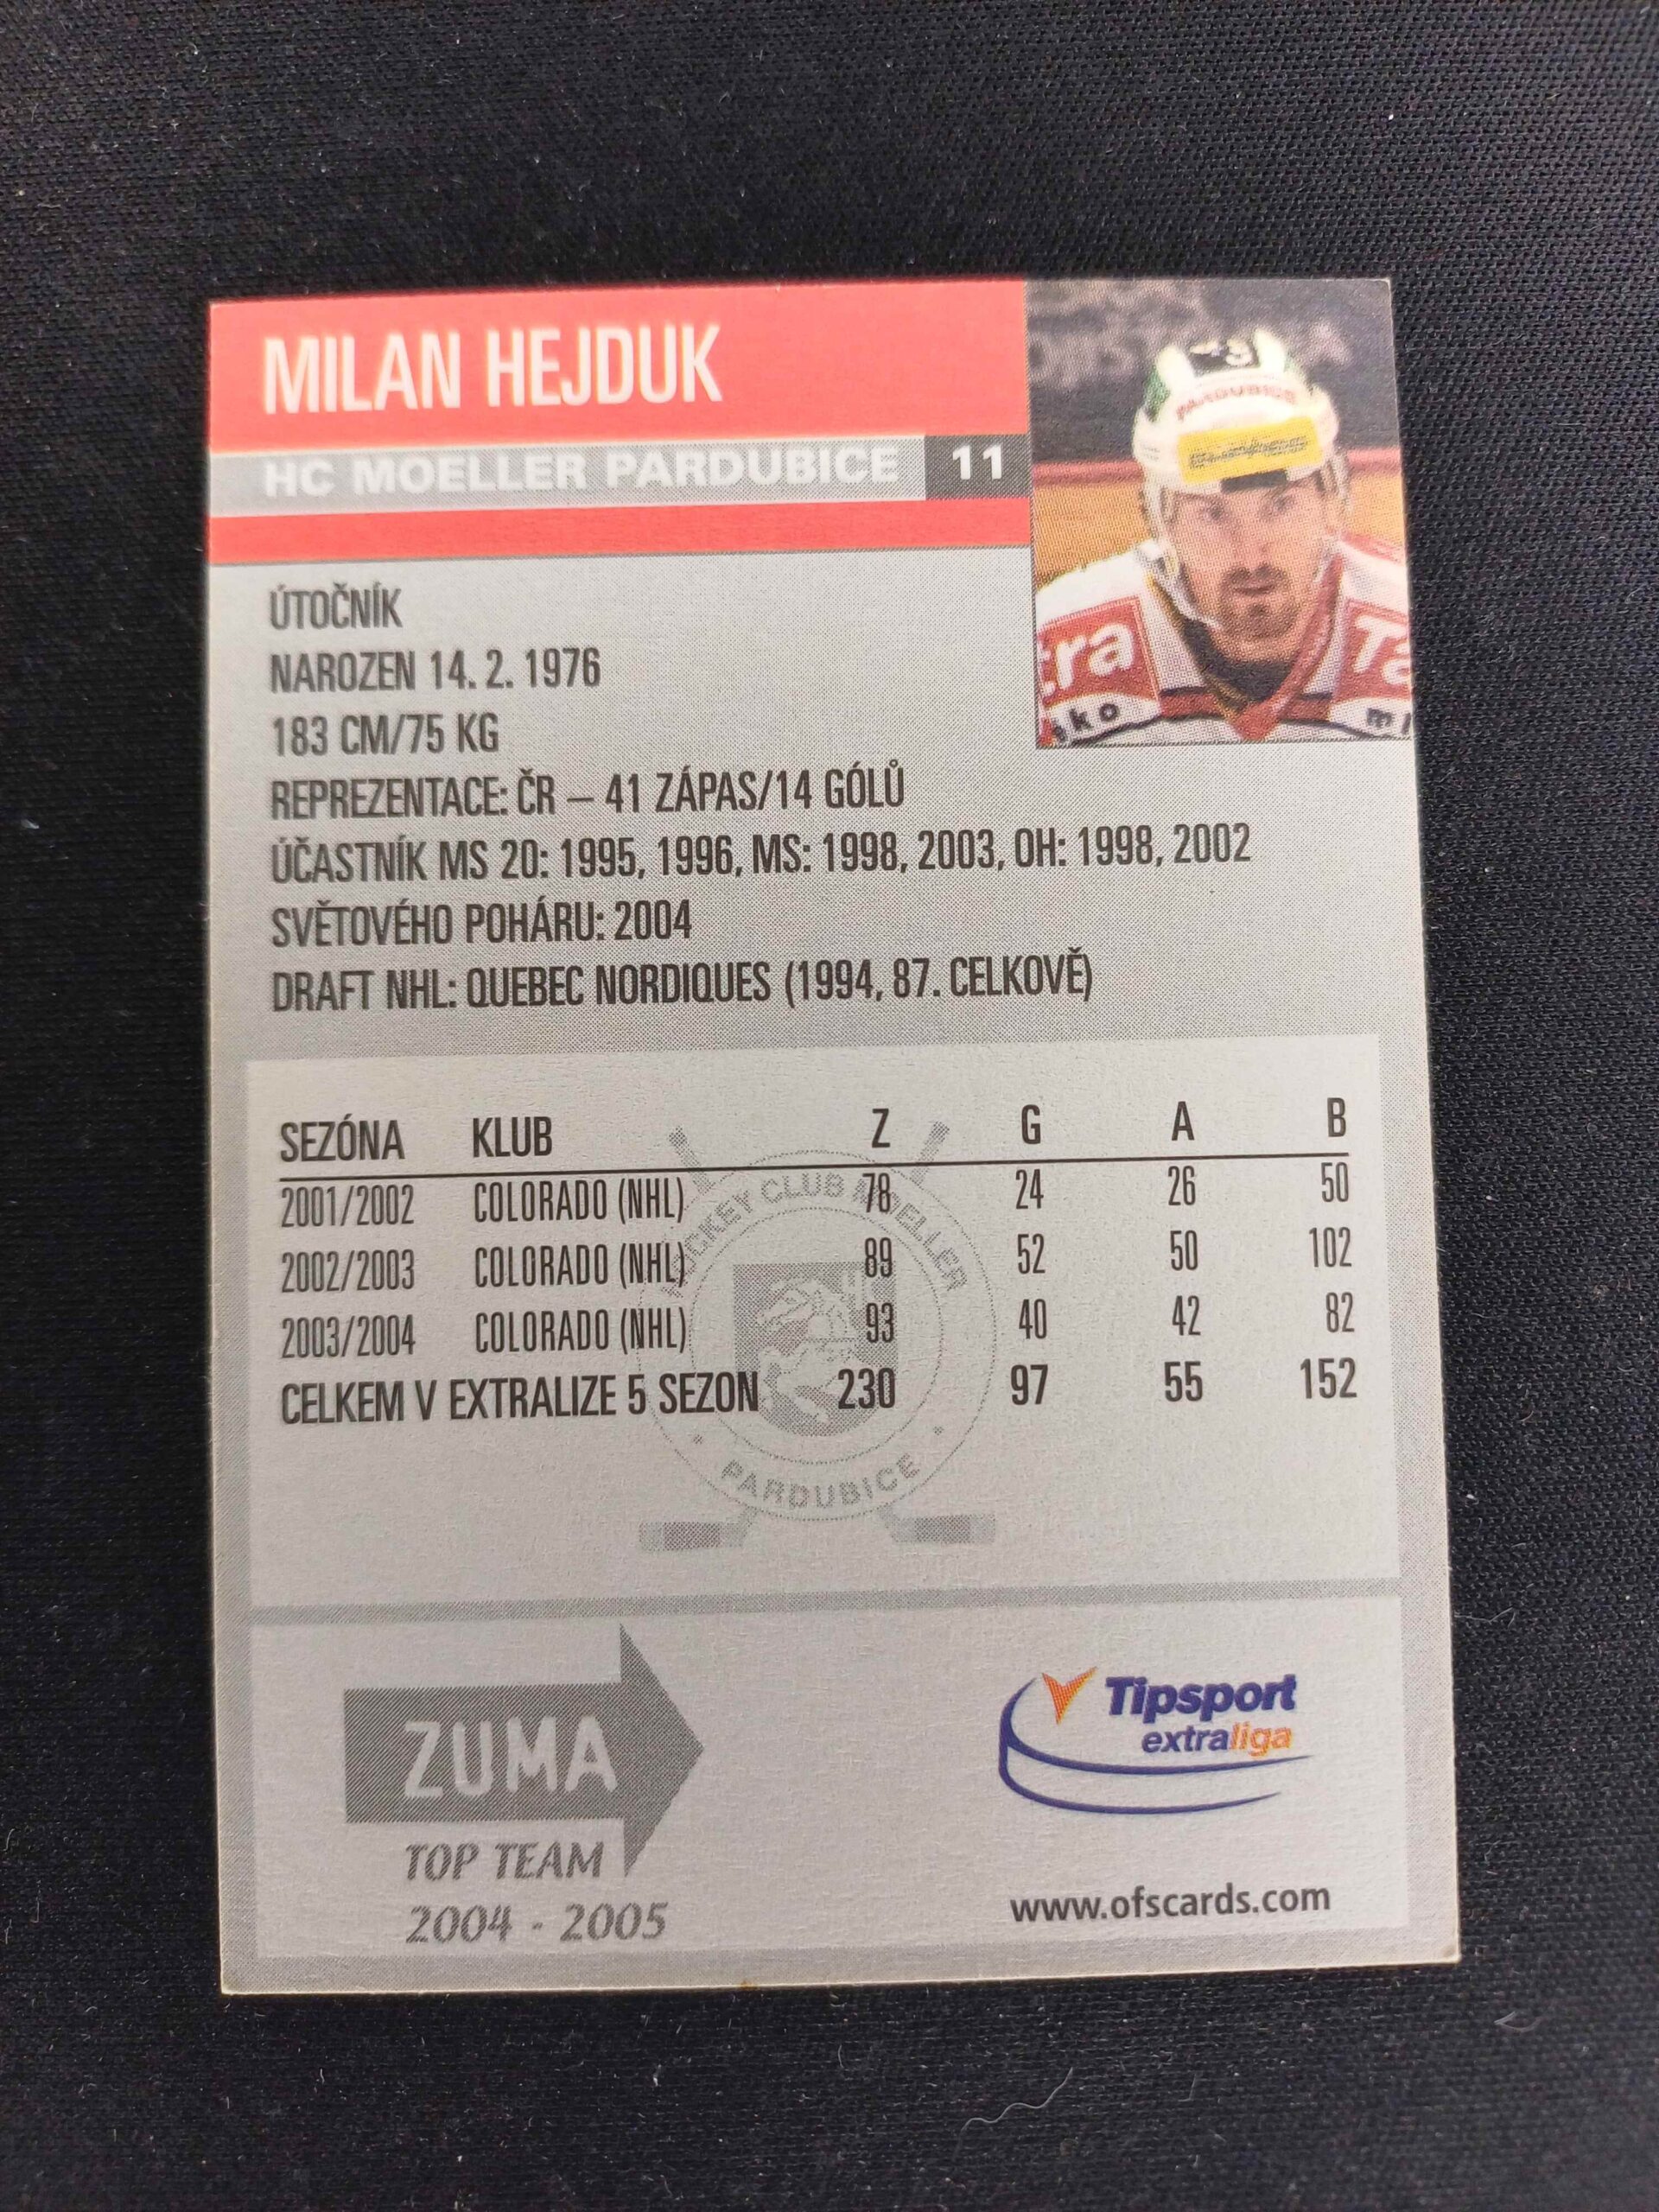 MILAN HEJDUK
HC MOELLER PARDUBICE 11
PARDUBICE
ÚTOČNÍK
NAROZEN 14. 2. 1976
183 CM/75 KG
REPREZENTACE: ČR – 41 ZÁPAS/14 GÓLŮ
ÚČASTNÍK MS 20: 1995, 1996, MS: 1998, 2003, OH: 1998, 2002
SVĚTOVÉHO POHÁRU: 2004
DRAFT NHL: QUEBEC NORDIQUES (1994, 87. CELKOVĚ)
SEZÓNA KLUB Z G A B
2001/2002 COLORADO (NHL) 78 24 26 50
2002/2003 COLORADO (NHL) 89 52 50 102
2003/2004 COLORADO (NHL) 93 40 42 82
CELKEM V EXTRALIZE 5 SEZON 230 97 55 152
HOCKEY CLUB MOELLER
PARDUBICE
ZUMA
TOP TEAM
2004 - 2005
Tipsport
extraliga
www.ofscards.com